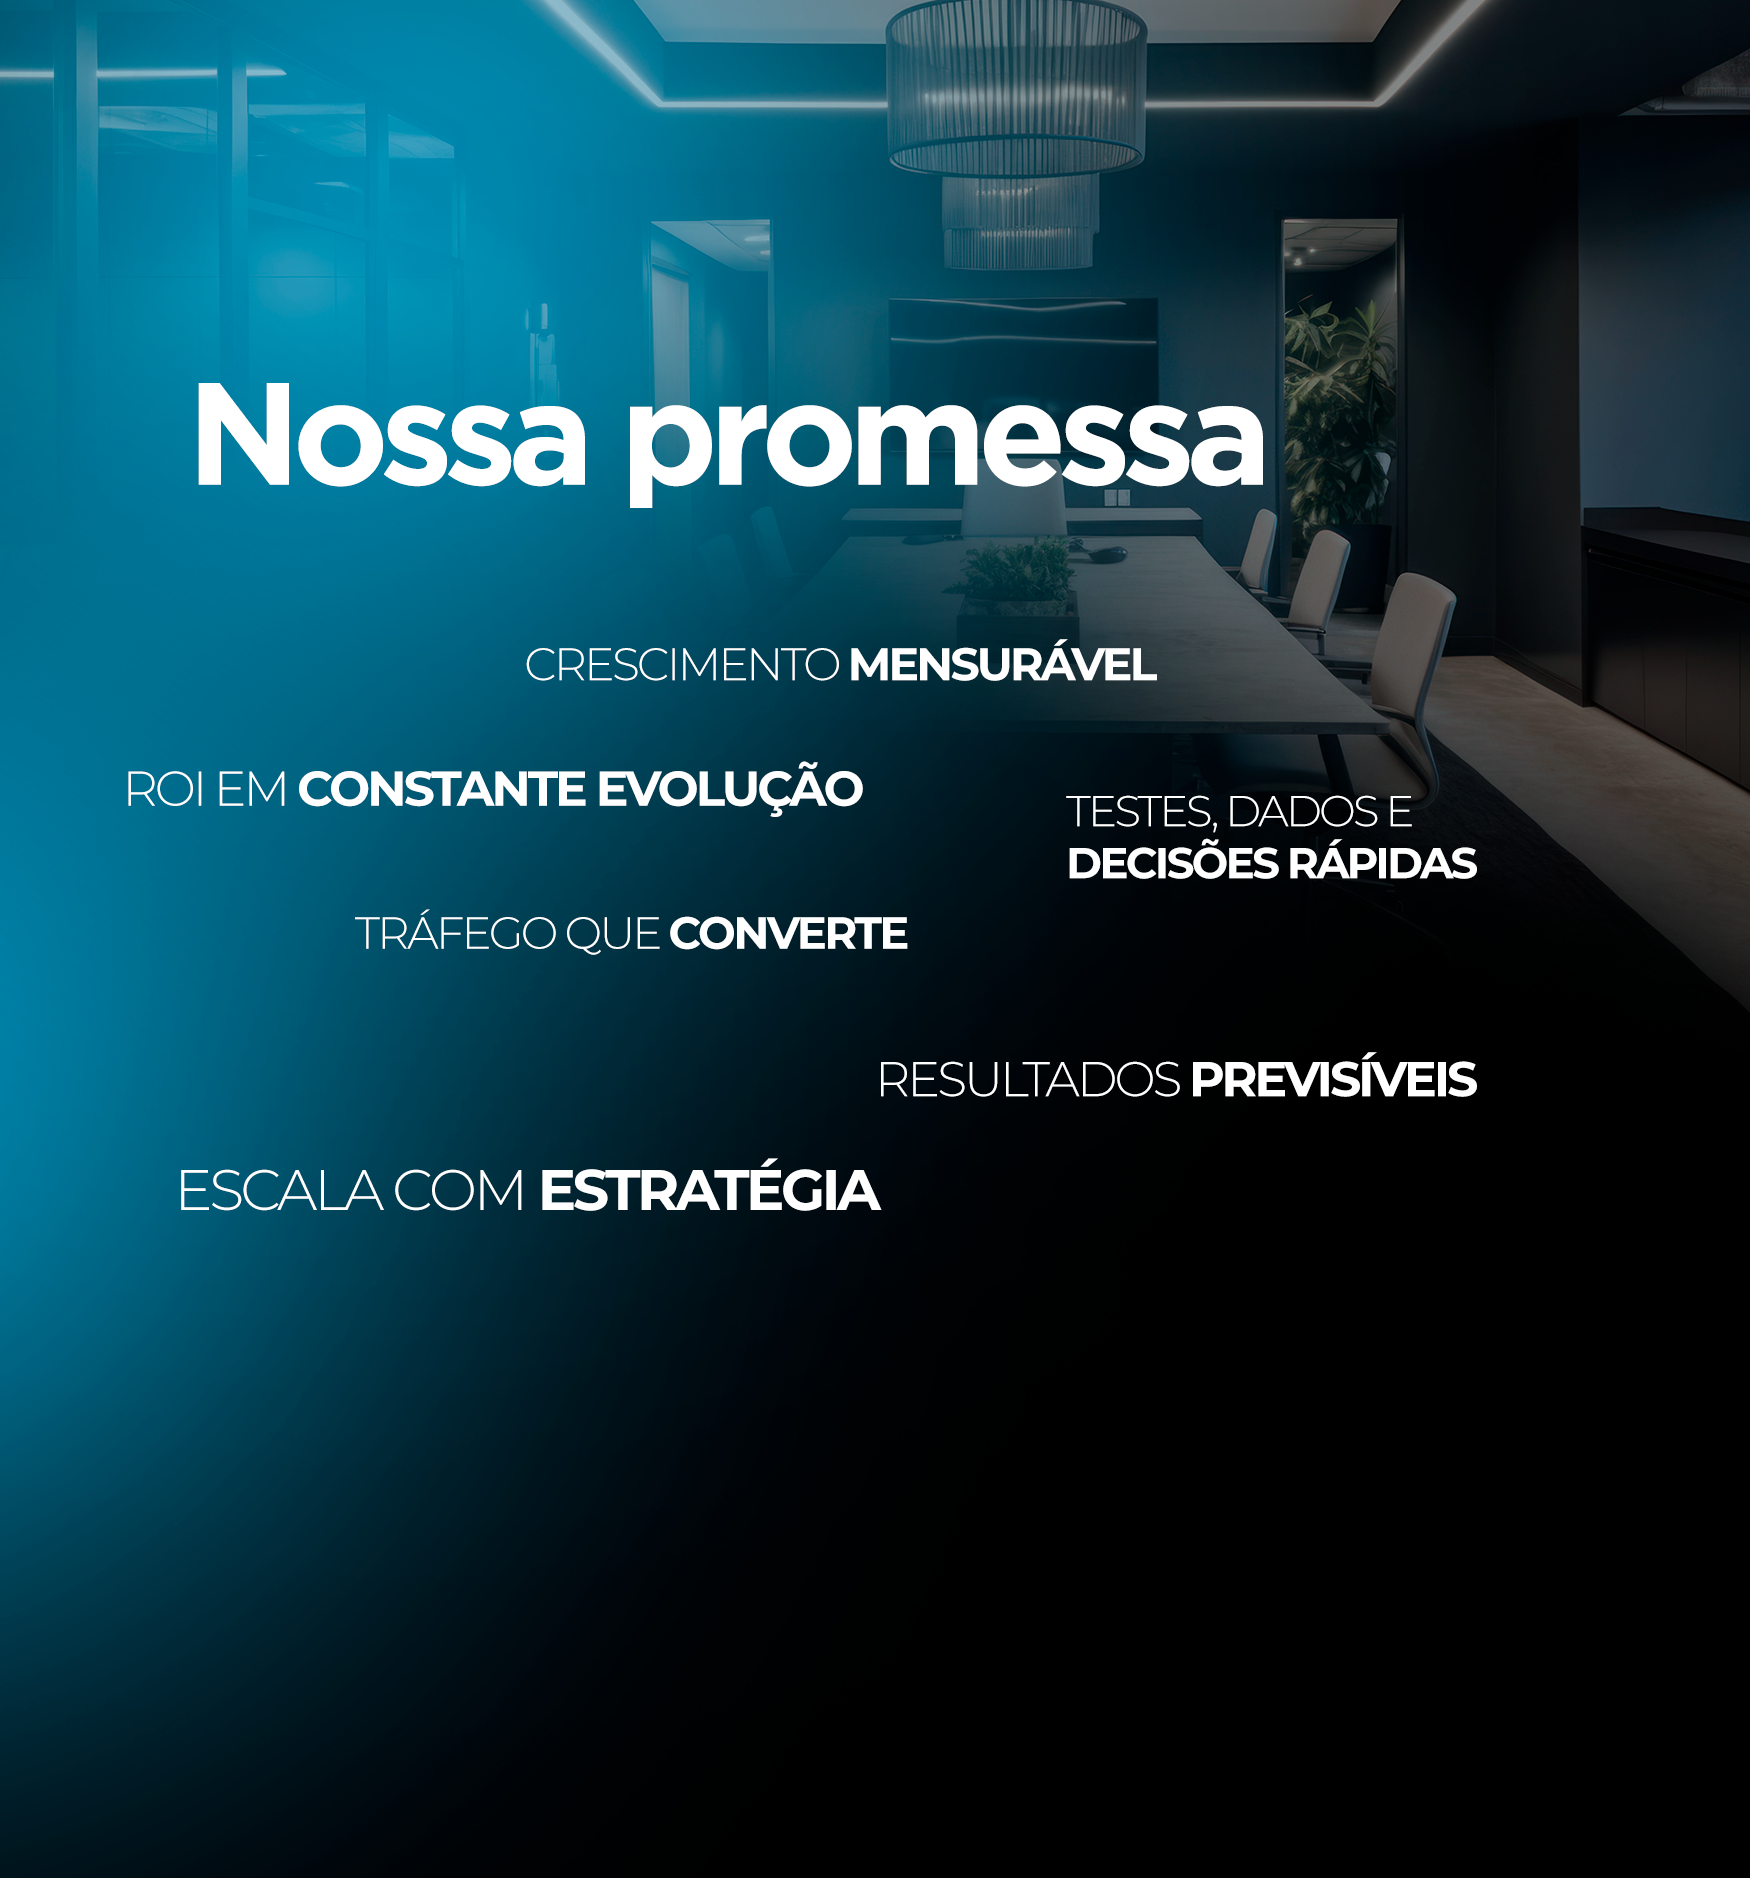 Nossa promessa
CRESCIMENTO MENSURÁVEL
ROI EM CONSTANTE EVOLUÇÃO
TESTES, DADOS E
DECISÕES RÁPIDAS
TRÁFEGO QUE CONVERTE
RESULTADOS PREVISÍVEIS
ESCALA COM ESTRATÉGIA